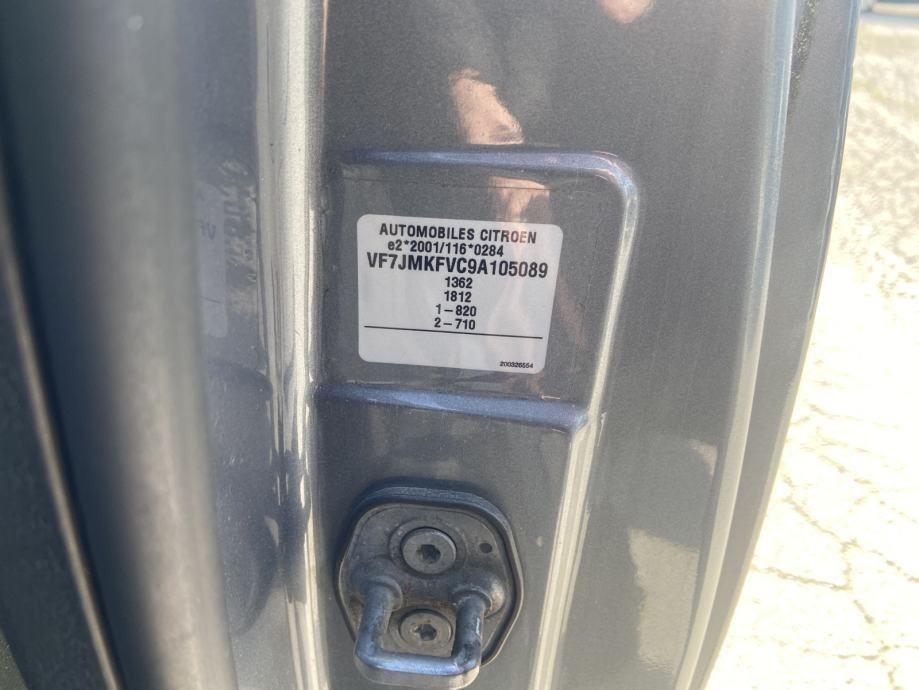 AUTOMOBILES CITROEN
e2*2001/116*0284
VF7JMKFVC9A105089
1362
1812
1-820
2-710
200326554